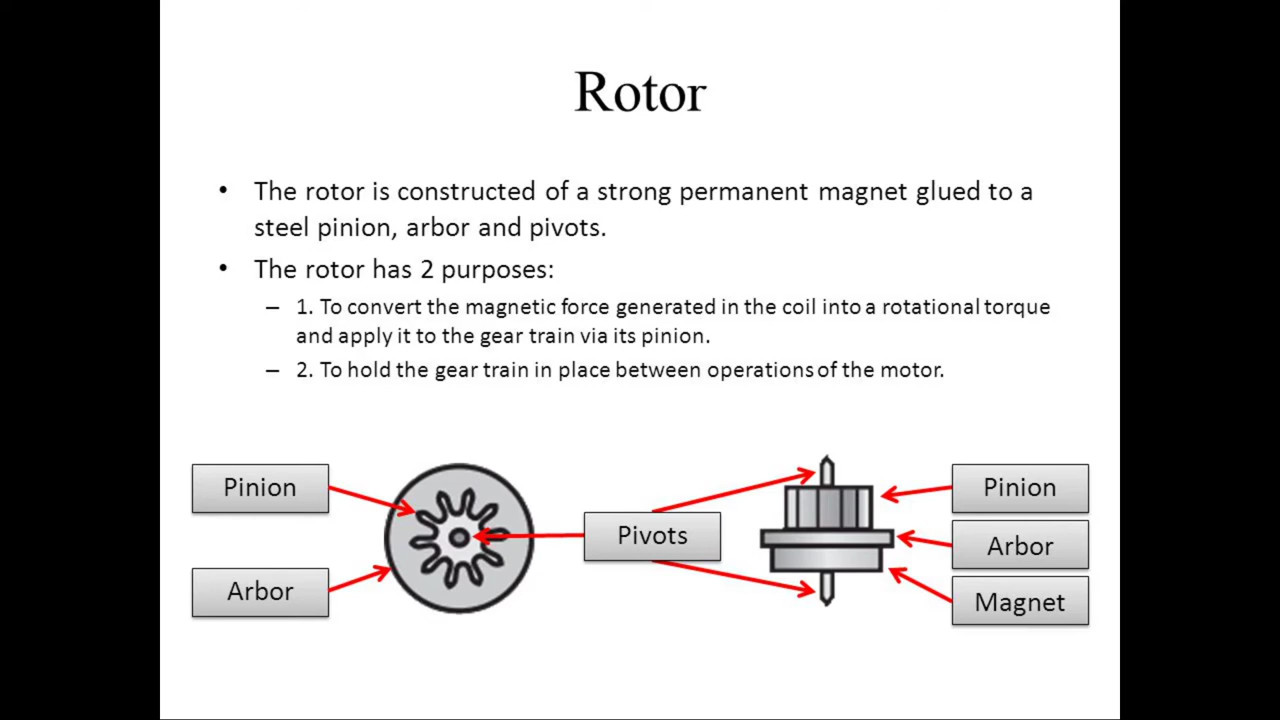 Rotor
• The rotor is constructed of a strong permanent magnet glued to a
steel pinion, arbor and pivots.
• The rotor has 2 purposes:
– 1. To convert the magnetic force generated in the coil into a rotational torque
and apply it to the gear train via its pinion.
– 2. To hold the gear train in place between operations of the motor.
Pinion
Arbor
Pivots
Pinion
Arbor
Magnet